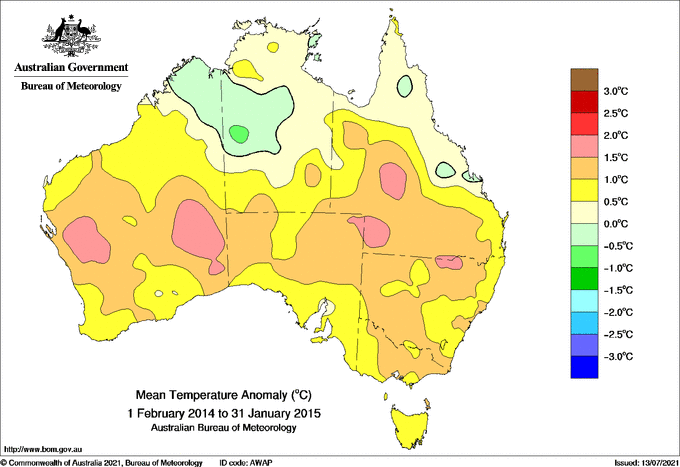 Australian Government
Bureau of Meteorology
3.0°C
2.5°C
2.0°C
1.5°C
1.0°C
0.5°C
0.0°C
−0.5°C
−1.0°C
−1.5°C
−2.0°C
−2.5°C
−3.0°C
Mean Temperature Anomaly (°C)
1 February 2014 to 31 January 2015
Australian Bureau of Meteorology
http://www.bom.gov.au
© Commonwealth of Australia 2021, Bureau of Meteorology ID code: AWAP Issued: 13/07/2021